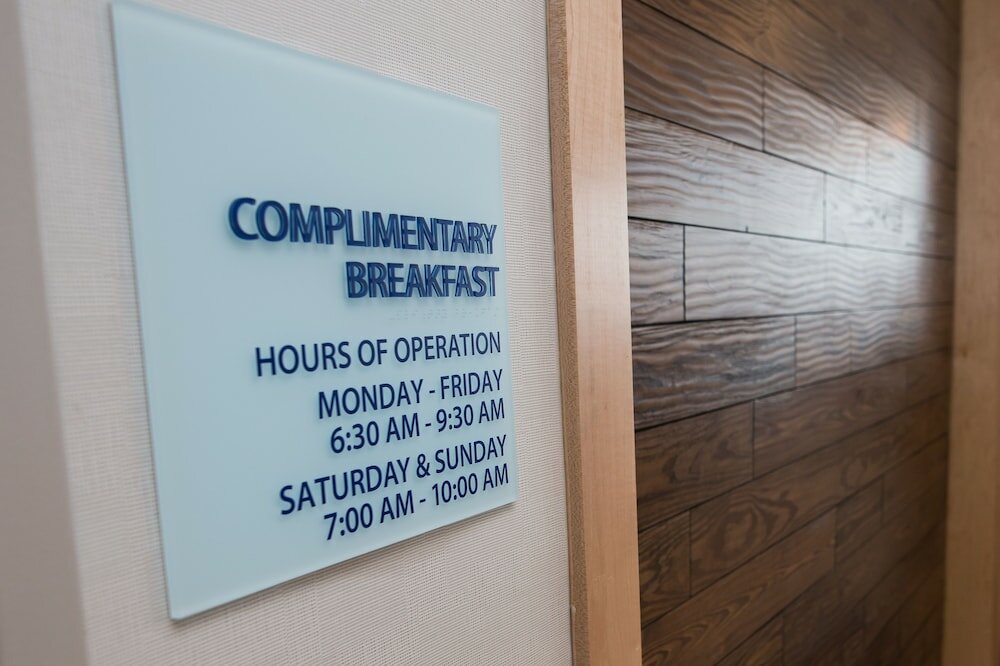 COMPLIMENTARY
BREAKFAST
HOURS OF OPERATION
MONDAY - FRIDAY
6:30 AM - 9:30 AM
SATURDAY & SUNDAY
7:00 AM - 10:00 AM